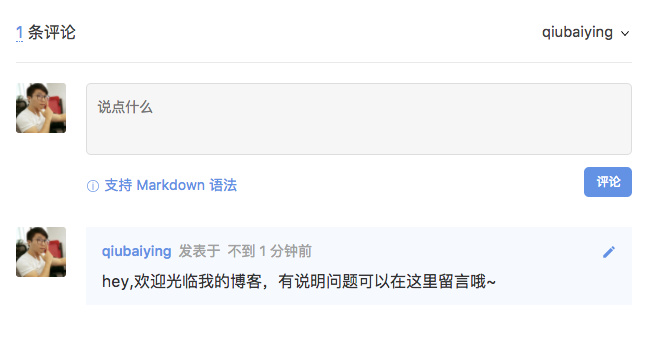 1 条评论
qiubaiying
说点什么
支持 Markdown 语法
评论
qiubaiying 发表于 不到 1 分钟前
hey,欢迎光临我的博客，有说明问题可以在这里留言哦~